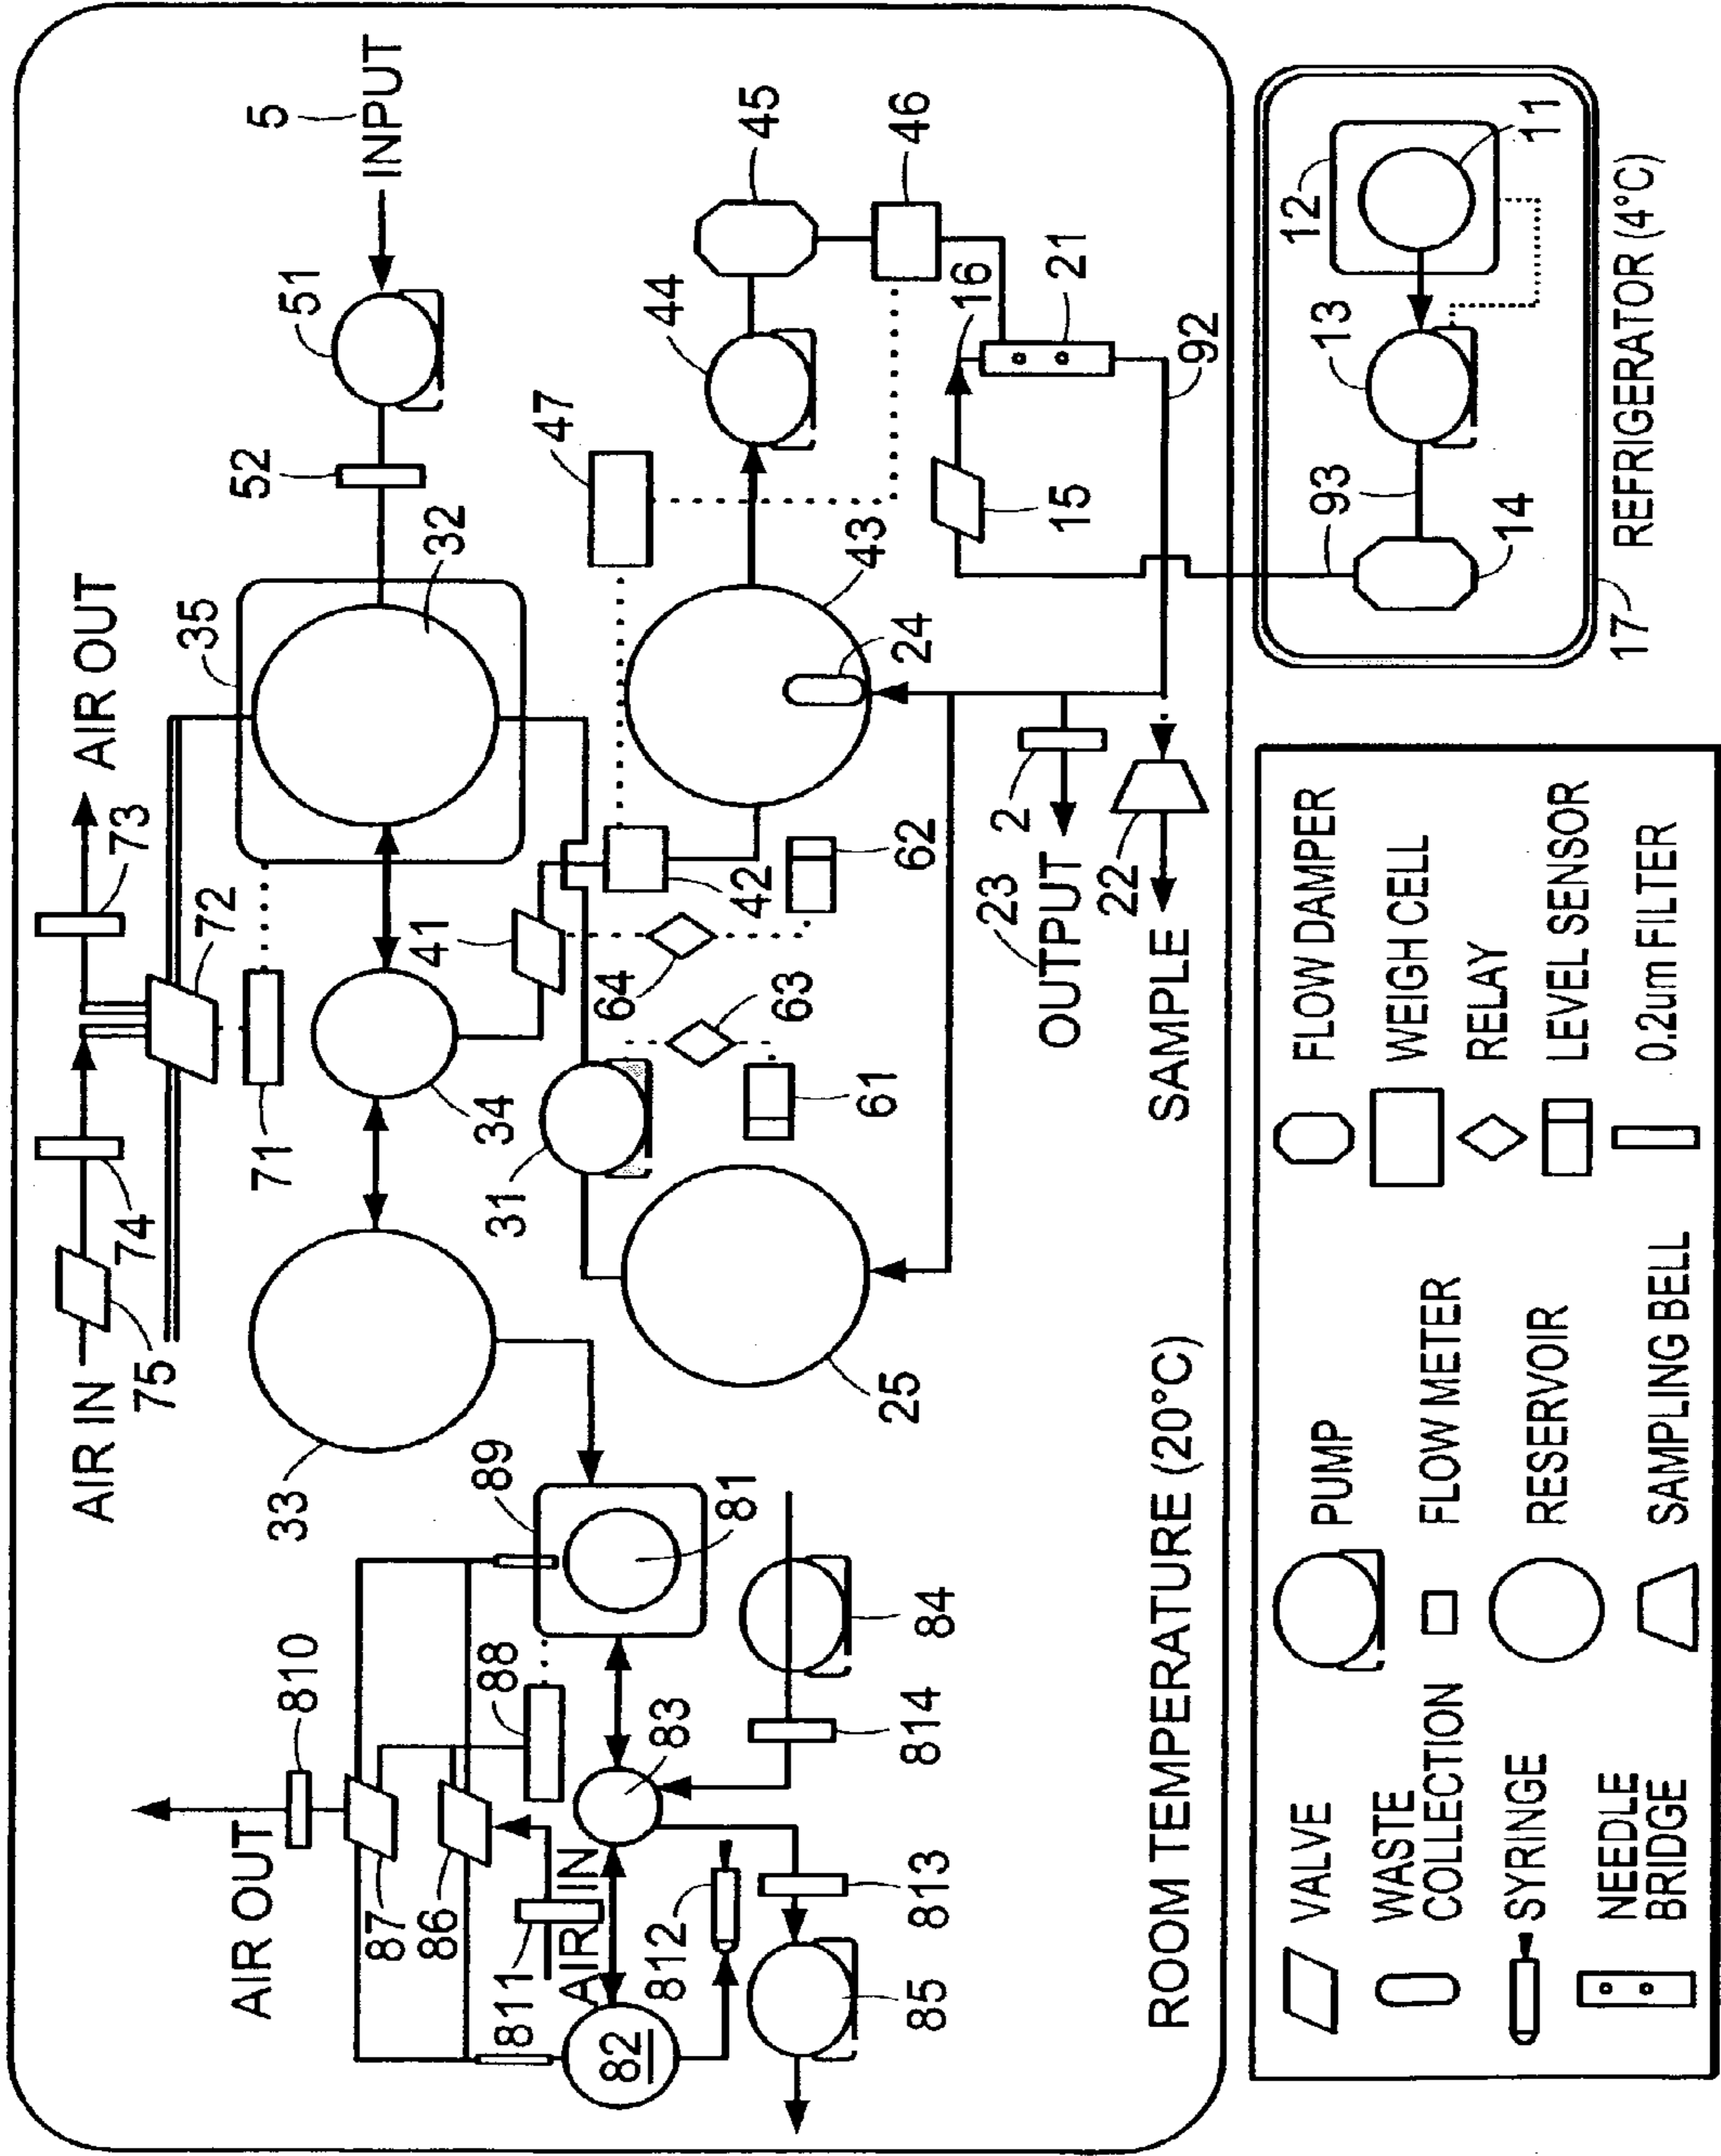 AIR OUT
810
87
86
811
AIR IN
82
812
88
83
89
81
84
814
813
85
AIR IN
75
74
73
AIR OUT
72
71
33
34
35
32
52
51
5
INPUT
31
41
42
64
63
61
62
25
47
43
24
44
45
46
16
21
15
92
2
23
OUTPUT
22
SAMPLE
ROOM TEMPERATURE (20°C)
12
11
13
93
14
17
REFRIGERATOR (4°C)
VALVE
PUMP
FLOW DAMPER
WASTE
COLLECTION
FLOW METER
WEIGH CELL
RELAY
SYRINGE
RESERVOIR
LEVEL SENSOR
NEEDLE
BRIDGE
SAMPLING BELL
0.2um FILTER